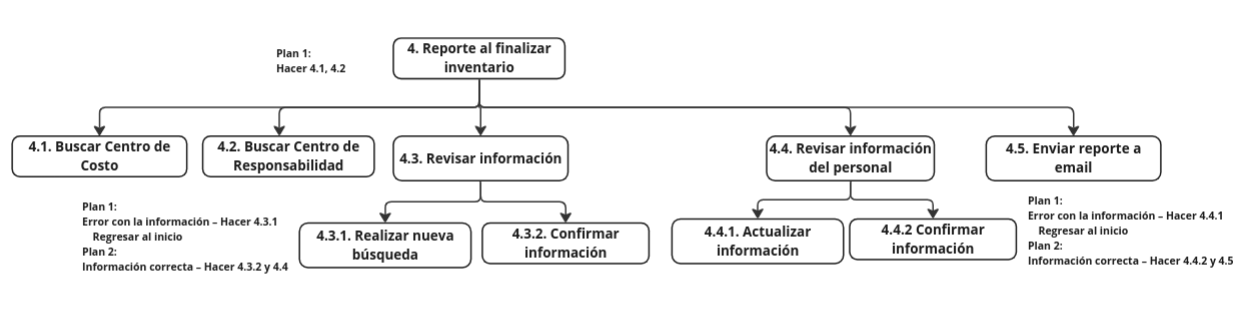 Plan 1:
Hacer 4.1, 4.2
4. Reporte al finalizar
inventario
4.1. Buscar Centro de
Costo
4.2. Buscar Centro de
Responsabilidad
4.3. Revisar información
4.4. Revisar información
del personal
4.5. Enviar reporte a
email
Plan 1:
Error con la información – Hacer 4.3.1
Regresar al inicio
Plan 2:
Información correcta – Hacer 4.3.2 y 4.4
4.3.1. Realizar nueva
búsqueda
4.3.2. Confirmar
información
4.4.1. Actualizar
información
4.4.2 Confirmar
información
Plan 1:
Error con la información – Hacer 4.4.1
Regresar al inicio
Plan 2:
Información correcta – Hacer 4.4.2 y 4.5